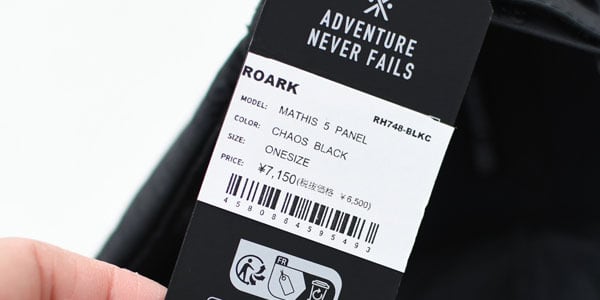 ADVENTURE
NEVER FAILS
ROARK
MODEL: MATHIS 5 PANEL RH748-BLKC
COLOR: CHAOS BLACK
SIZE: ONESIZE
PRICE: ¥7,150(税抜価格 ¥6,500)
4580864595493
FR